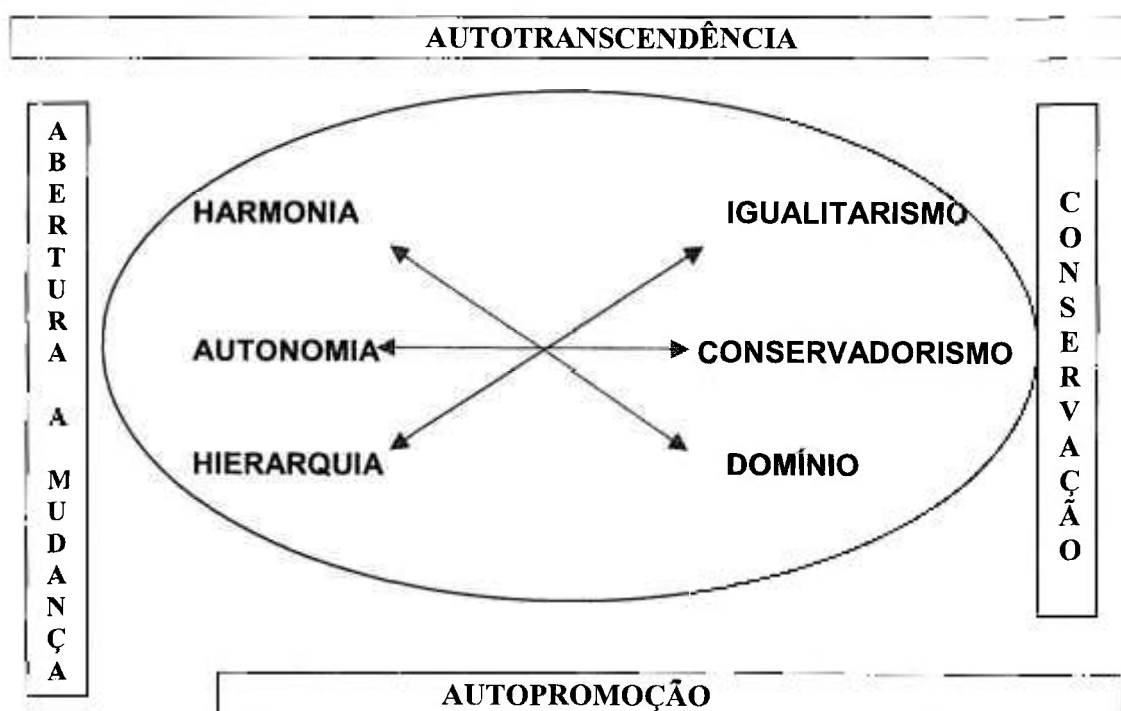 AUTOTRANSCENDÊNCIA
ABERTURA A MUDANÇA
HARMONIA
IGUALITARISMO
CONSERVAÇÃO
AUTONOMIA
CONSERVADORISMO
HIERARQUIA
DOMÍNIO
AUTOPROMOÇÃO